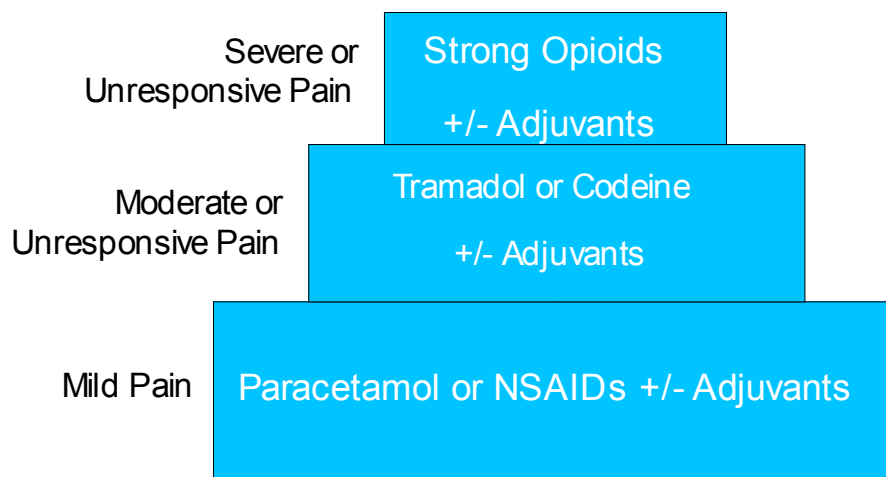 Severe or
Unresponsive Pain
Strong Opioids
+/- Adjuvants
Moderate or
Unresponsive Pain
Tramadol or Codeine
+/- Adjuvants
Mild Pain
Paracetamol or NSAIDs +/- Adjuvants